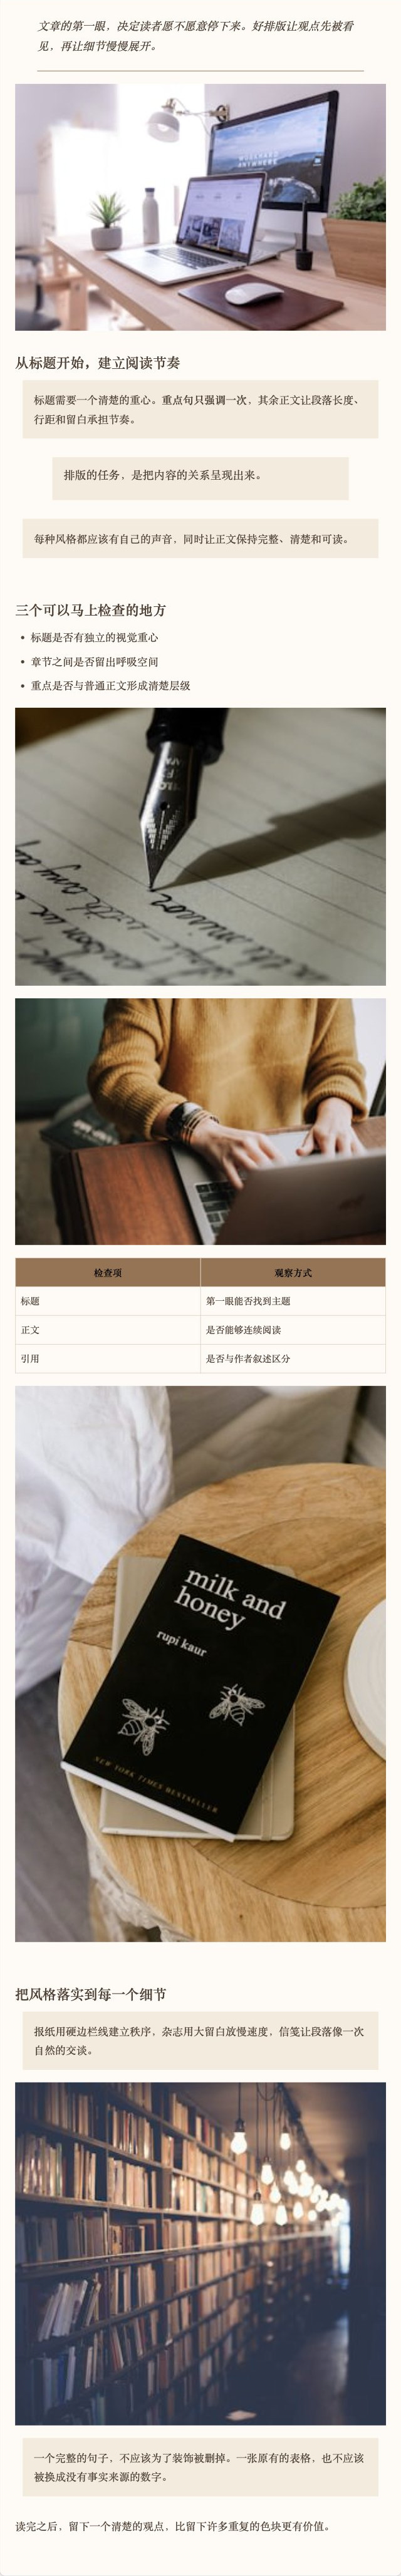 文章的第一眼，决定读者愿不愿意停下来。好排版让观点先被看
见，再让细节慢慢展开。
从标题开始，建立阅读节奏
标题需要一个清楚的重心。重点句只强调一次，其余正文让段落长度、
行距和留白承担节奏。
排版的任务，是把内容的关系呈现出来。
每种风格都应该有自己的声音，同时让正文保持完整、清楚和可读。
三个可以马上检查的地方
• 标题是否有独立的视觉重心
• 章节之间是否留出呼吸空间
• 重点是否与普通正文形成清楚层级
检查项 观察方式
标题 第一眼能否找到主题
正文 是否能够连续阅读
引用 是否与作者叙述区分
milk and
honey
rupi kaur
NEW YORK TIMES BESTSELLER
把风格落实到每一个细节
报纸用硬边栏线建立秩序，杂志用大留白放慢速度，信笺让段落像一次
自然的交谈。
一个完整的句子，不应该为了装饰被删掉。一张原有的表格，也不应该
被换成没有事实来源的数字。
读完之后，留下一个清楚的观点，比留下许多重复的色块更有价值。